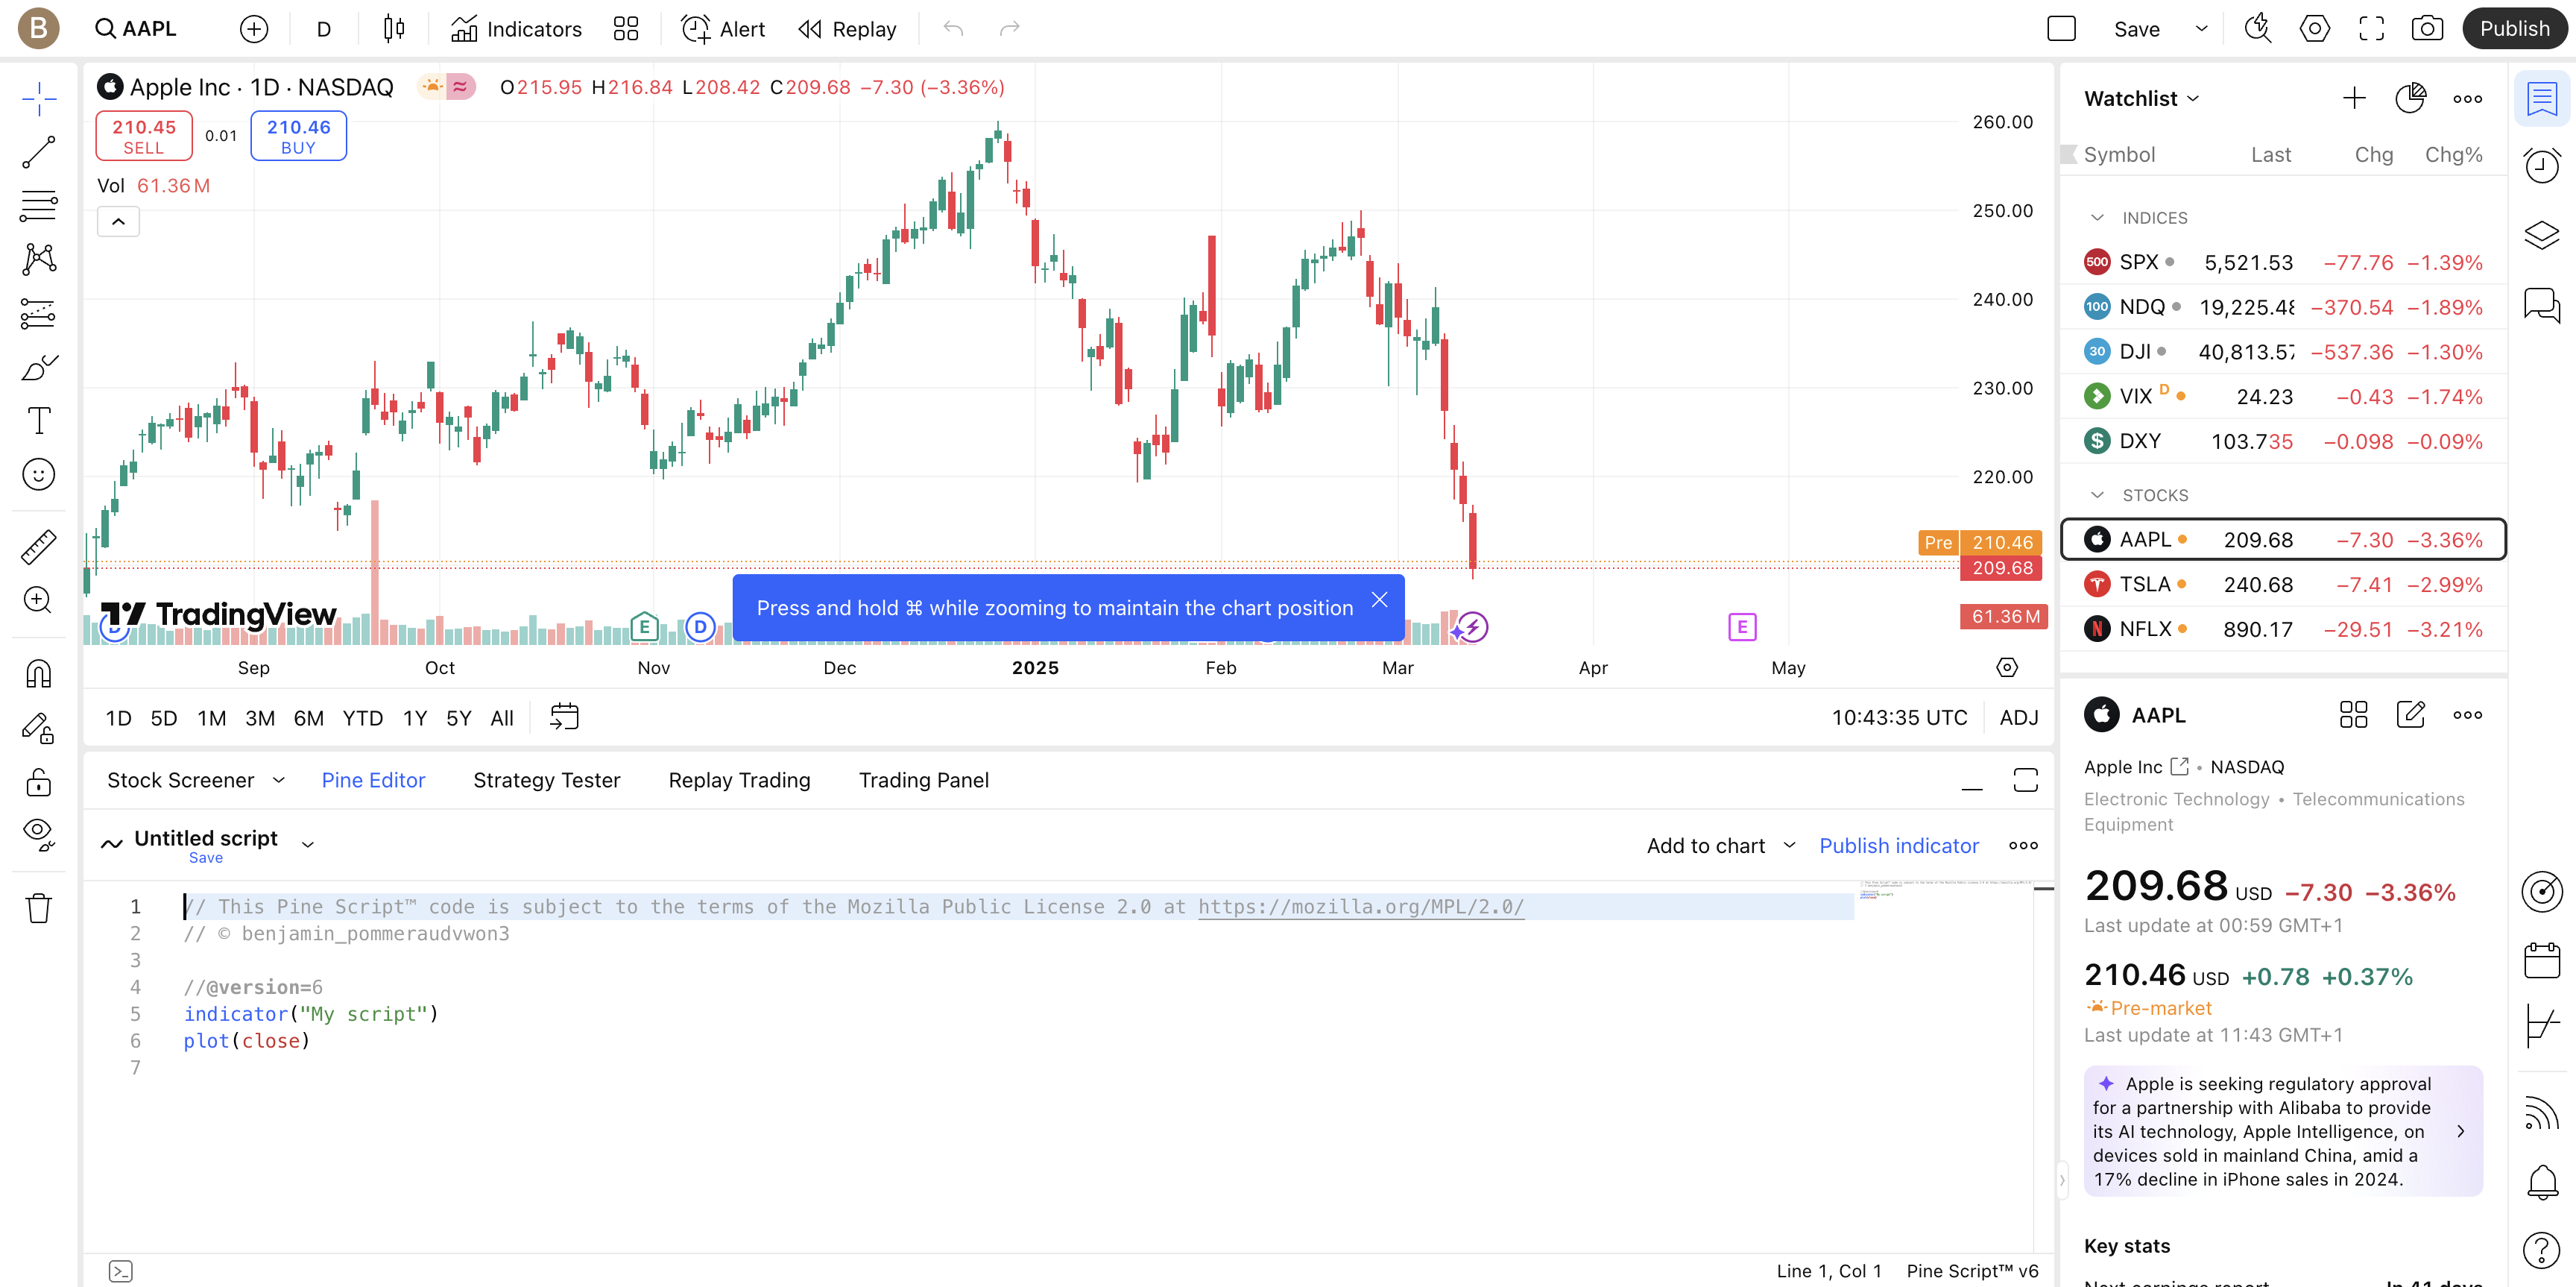 B
AAPL
D
Indicators
Alert
Replay
Save
Publish
Apple Inc · 1D · NASDAQ
O215.95 H216.84 L208.42 C209.68 −7.30 (−3.36%)
210.45
SELL
0.01
210.46
BUY
Vol 61.36 M
260.00
250.00
240.00
230.00
220.00
Pre 210.46
209.68
61.36 M
TradingView
D
E
D
Press and hold ⌘ while zooming to maintain the chart position
E
Sep Oct Nov Dec 2025 Feb Mar Apr May
1D 5D 1M 3M 6M YTD 1Y 5Y All
10:43:35 UTC ADJ
Stock Screener Pine Editor Strategy Tester Replay Trading Trading Panel
Untitled script
Save
Add to chart Publish indicator
1 // This Pine Script™ code is subject to the terms of the Mozilla Public License 2.0 at https://mozilla.org/MPL/2.0/
2 // © benjamin_pommeraudvwon3
3
4 //@version=6
5 indicator("My script")
6 plot(close)
7
Line 1, Col 1 Pine Script™ v6
Watchlist
Symbol Last Chg Chg%
INDICES
500 SPX 5,521.53 −77.76 −1.39%
100 NDQ 19,225.48 −370.54 −1.89%
30 DJI 40,813.57 −537.36 −1.30%
VIX D 24.23 −0.43 −1.74%
$ DXY 103.735 −0.098 −0.09%
STOCKS
AAPL 209.68 −7.30 −3.36%
TSLA 240.68 −7.41 −2.99%
N NFLX 890.17 −29.51 −3.21%
AAPL
Apple Inc • NASDAQ
Electronic Technology • Telecommunications
Equipment
209.68 USD −7.30 −3.36%
Last update at 00:59 GMT+1
210.46 USD +0.78 +0.37%
Pre-market
Last update at 11:43 GMT+1
Apple is seeking regulatory approval
for a partnership with Alibaba to provide
its AI technology, Apple Intelligence, on
devices sold in mainland China, amid a
17% decline in iPhone sales in 2024.
Key stats
Next earnings report In 41 days